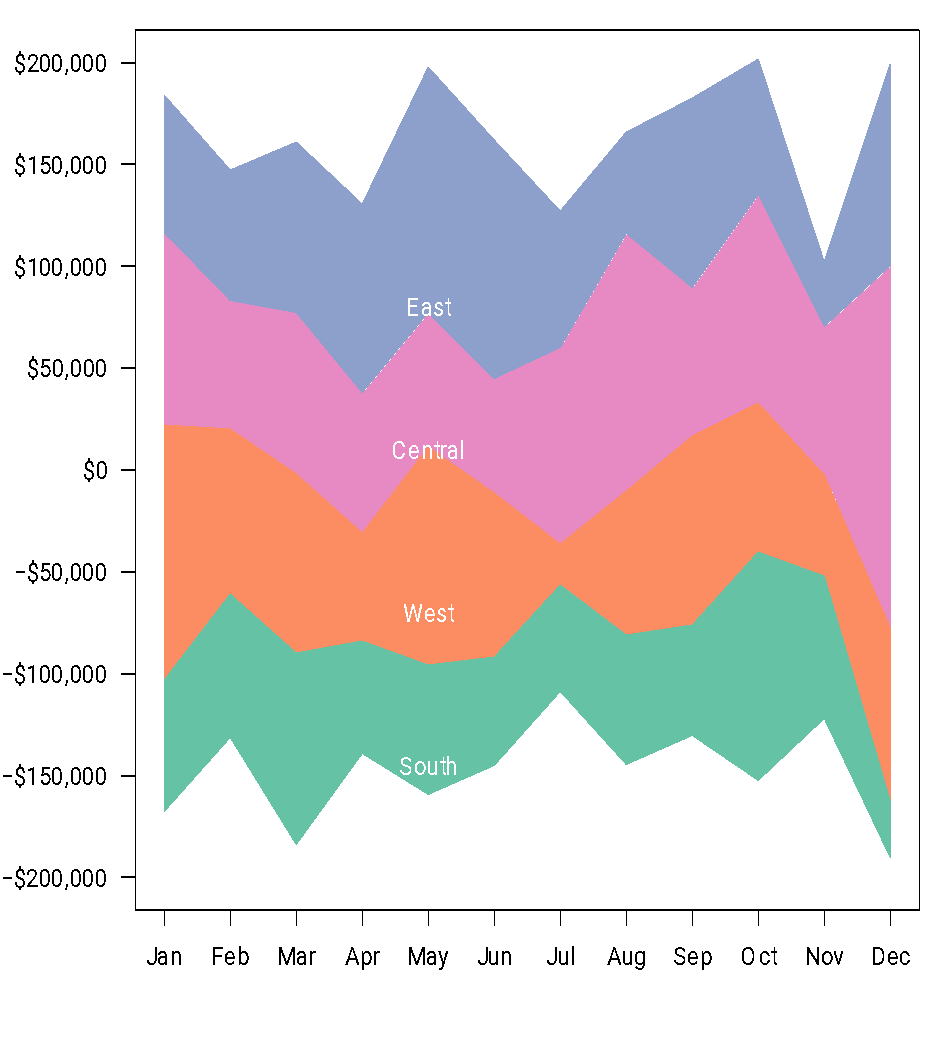 $200,000
$150,000
$100,000
$50,000
$0
−$50,000
−$100,000
−$150,000
−$200,000
East
Central
West
South
Jan Feb Mar Apr May Jun Jul Aug Sep Oct Nov Dec